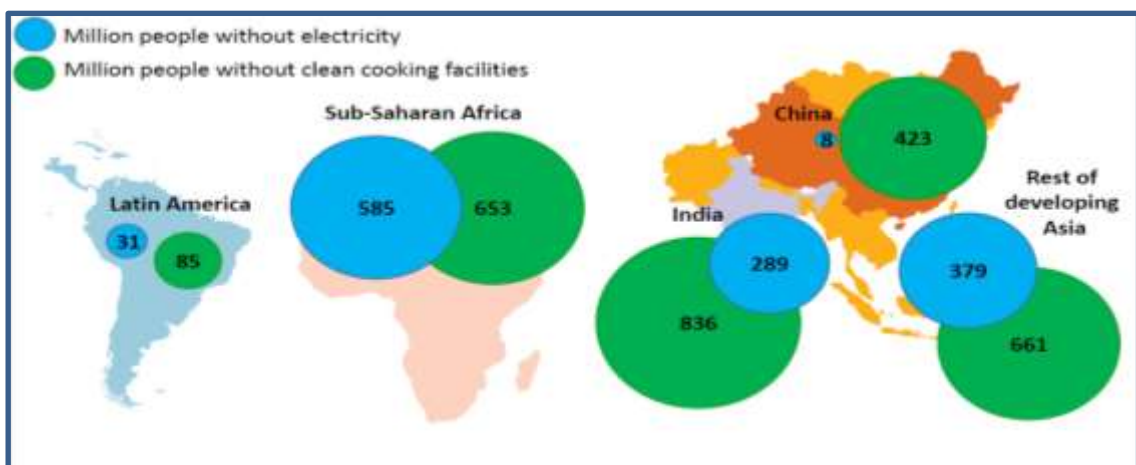 Million people without electricity
Million people without clean cooking facilities
Sub-Saharan Africa
585
653
Latin America
31
85
China
8
423
India
289
836
Rest of
developing
Asia
379
661